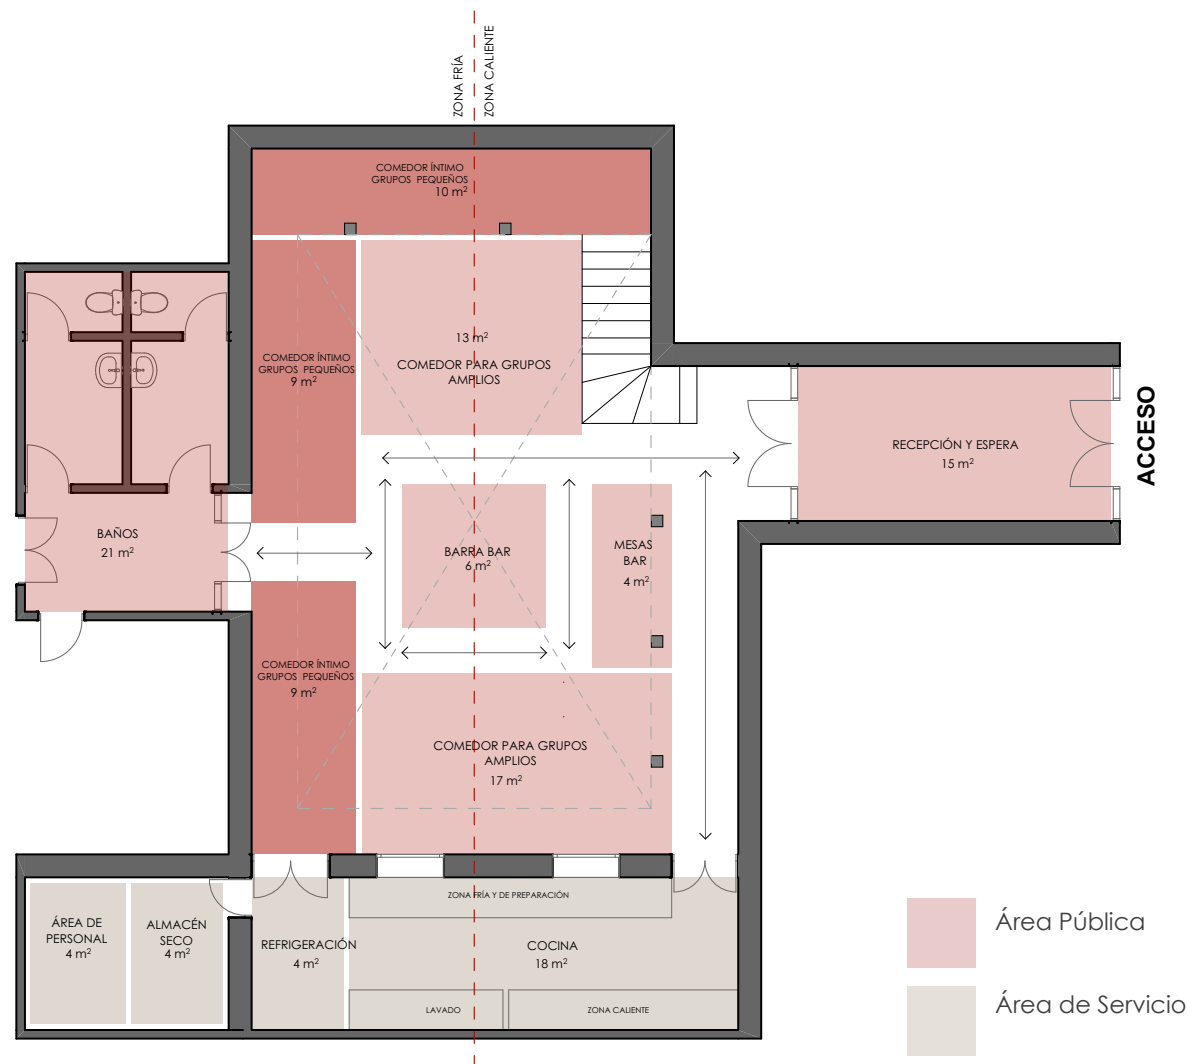 ZONA FRÍA
ZONA CALIENTE
COMEDOR ÍNTIMO
GRUPOS PEQUEÑOS
10 m²
13 m²
COMEDOR PARA GRUPOS
AMPLIOS
COMEDOR ÍNTIMO
GRUPOS PEQUEÑOS
9 m²
RECEPCIÓN Y ESPERA
15 m²
ACCESO
BAÑOS
21 m²
BARRA BAR
6 m²
MESAS
BAR
4 m²
COMEDOR ÍNTIMO
GRUPOS PEQUEÑOS
9 m²
COMEDOR PARA GRUPOS
AMPLIOS
17 m²
ZONA FRÍA Y DE PREPARACIÓN
ÁREA DE
PERSONAL
4 m²
ALMACÉN
SECO
4 m²
REFRIGERACIÓN
4 m²
COCINA
18 m²
LAVADO
ZONA CALIENTE
Área Pública
Área de Servicio